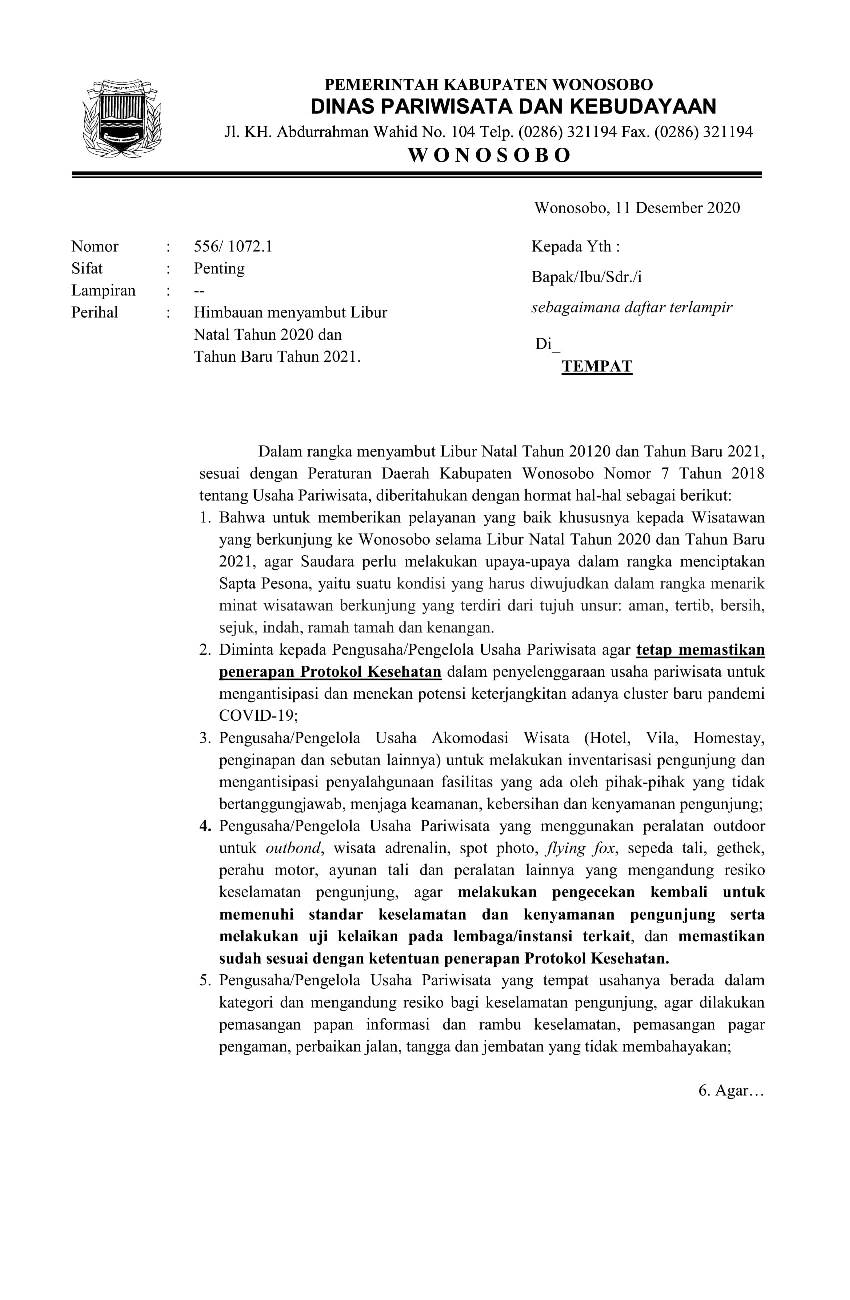 PEMERINTAH KABUPATEN WONOSOBO
DINAS PARIWISATA DAN KEBUDAYAAN
Jl. KH. Abdurrahman Wahid No. 104 Telp. (0286) 321194 Fax. (0286) 321194
W O N O S O B O
Wonosobo, 11 Desember 2020
Nomor : 556/ 1072.1
Sifat : Penting
Lampiran : --
Perihal : Himbauan menyambut Libur
Natal Tahun 2020 dan
Tahun Baru Tahun 2021.
Kepada Yth :
Bapak/Ibu/Sdr./i
sebagaimana daftar terlampir
Di_
TEMPAT
Dalam rangka menyambut Libur Natal Tahun 20120 dan Tahun Baru 2021,
sesuai dengan Peraturan Daerah Kabupaten Wonosobo Nomor 7 Tahun 2018
tentang Usaha Pariwisata, diberitahukan dengan hormat hal-hal sebagai berikut:
1. Bahwa untuk memberikan pelayanan yang baik khususnya kepada Wisatawan
yang berkunjung ke Wonosobo selama Libur Natal Tahun 2020 dan Tahun Baru
2021, agar Saudara perlu melakukan upaya-upaya dalam rangka menciptakan
Sapta Pesona, yaitu suatu kondisi yang harus diwujudkan dalam rangka menarik
minat wisatawan berkunjung yang terdiri dari tujuh unsur: aman, tertib, bersih,
sejuk, indah, ramah tamah dan kenangan.
2. Diminta kepada Pengusaha/Pengelola Usaha Pariwisata agar tetap memastikan
penerapan Protokol Kesehatan dalam penyelenggaraan usaha pariwisata untuk
mengantisipasi dan menekan potensi keterjangkitan adanya cluster baru pandemi
COVID-19;
3. Pengusaha/Pengelola Usaha Akomodasi Wisata (Hotel, Vila, Homestay,
penginapan dan sebutan lainnya) untuk melakukan inventarisasi pengunjung dan
mengantisipasi penyalahgunaan fasilitas yang ada oleh pihak-pihak yang tidak
bertanggungjawab, menjaga keamanan, kebersihan dan kenyamanan pengunjung;
4. Pengusaha/Pengelola Usaha Pariwisata yang menggunakan peralatan outdoor
untuk outbond, wisata adrenalin, spot photo, flying fox, sepeda tali, gethek,
perahu motor, ayunan tali dan peralatan lainnya yang mengandung resiko
keselamatan pengunjung, agar melakukan pengecekan kembali untuk
memenuhi standar keselamatan dan kenyamanan pengunjung serta
melakukan uji kelaikan pada lembaga/instansi terkait, dan memastikan
sudah sesuai dengan ketentuan penerapan Protokol Kesehatan.
5. Pengusaha/Pengelola Usaha Pariwisata yang tempat usahanya berada dalam
kategori dan mengandung resiko bagi keselamatan pengunjung, agar dilakukan
pemasangan papan informasi dan rambu keselamatan, pemasangan pagar
pengaman, perbaikan jalan, tangga dan jembatan yang tidak membahayakan;
6. Agar…